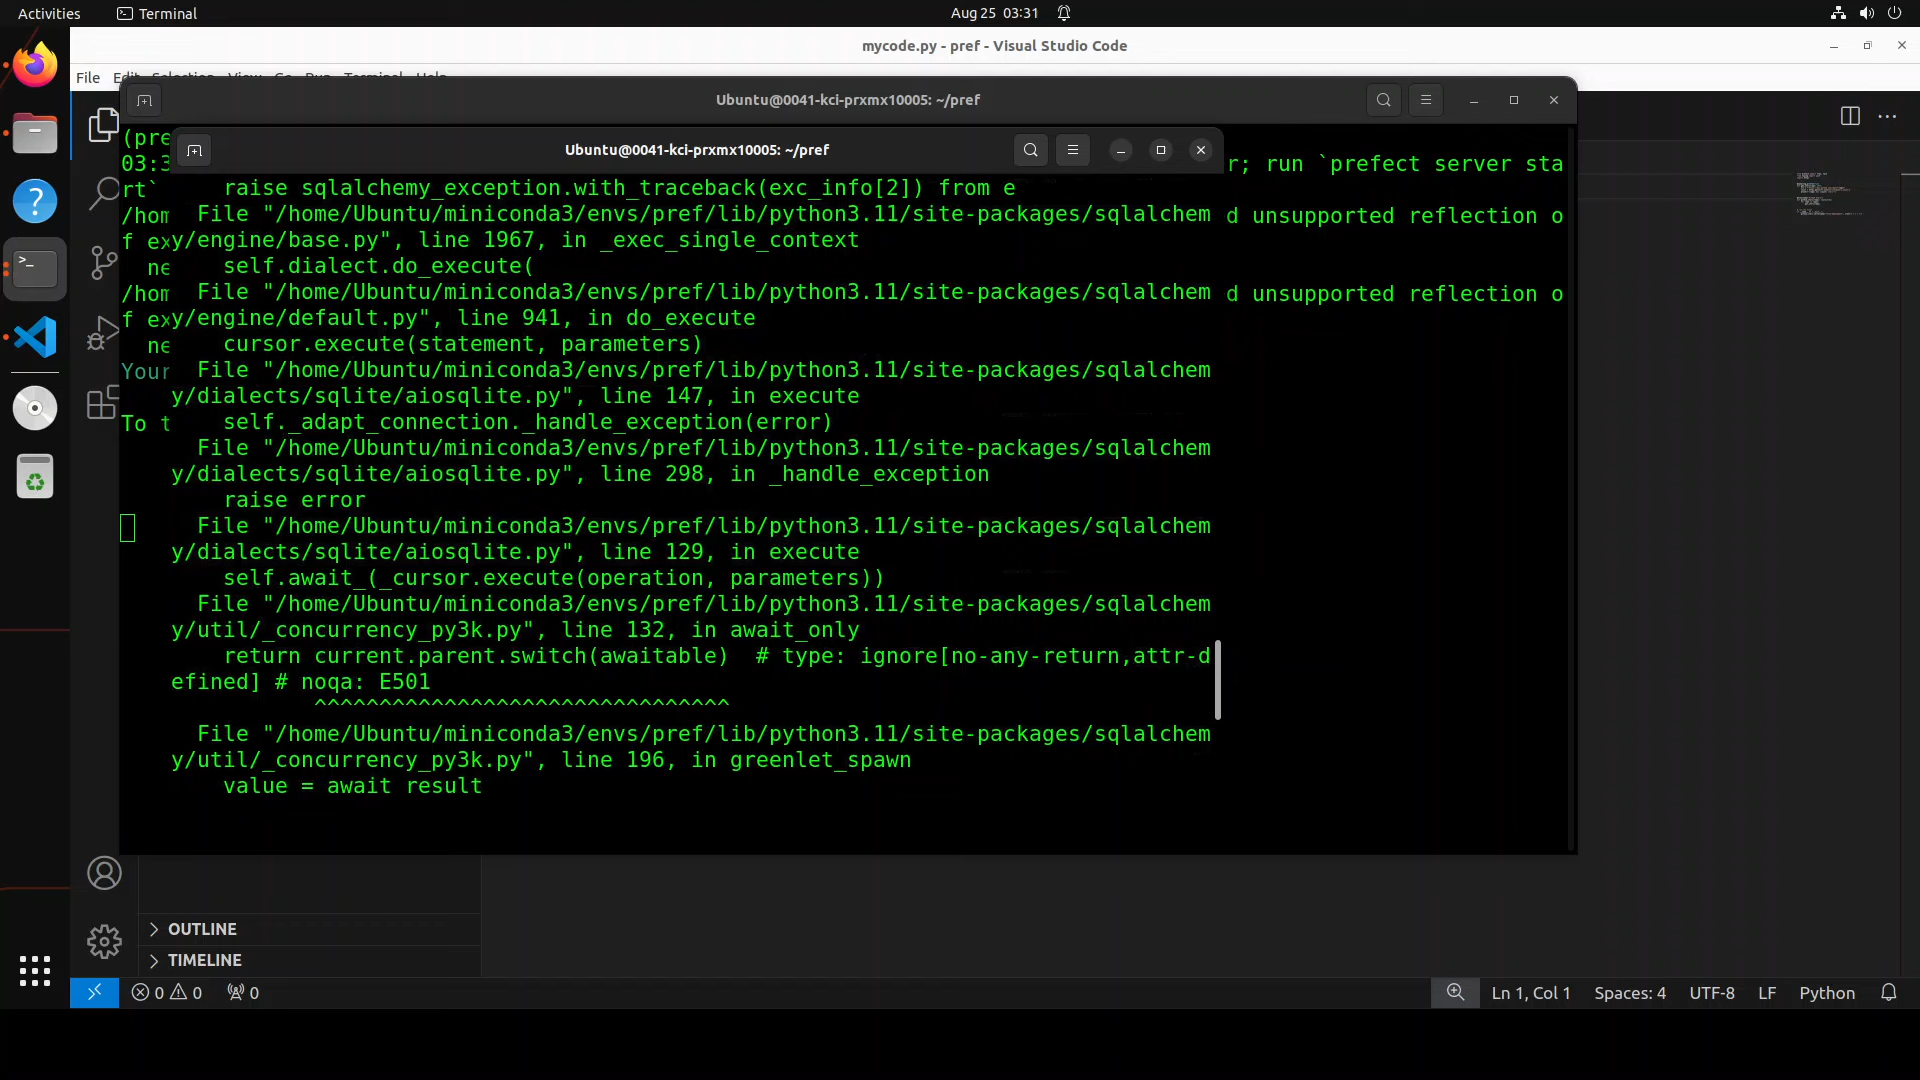 Activities
Terminal
Aug 25 03:31
mycode.py - pref - Visual Studio Code
File Edit Selection View Go Run Terminal Help
Ubuntu@0041-kci-prxmx10005: ~/pref
(pre
03:3
r; run `prefect server sta
rt`
/hom
d unsupported reflection o
f ex
ne
/hom
d unsupported reflection o
f ex
ne
Your
To t
Ubuntu@0041-kci-prxmx10005: ~/pref
raise sqlalchemy_exception.with_traceback(exc_info[2]) from e
File "/home/Ubuntu/miniconda3/envs/pref/lib/python3.11/site-packages/sqlalchem
y/engine/base.py", line 1967, in _exec_single_context
self.dialect.do_execute(
File "/home/Ubuntu/miniconda3/envs/pref/lib/python3.11/site-packages/sqlalchem
y/engine/default.py", line 941, in do_execute
cursor.execute(statement, parameters)
File "/home/Ubuntu/miniconda3/envs/pref/lib/python3.11/site-packages/sqlalchem
y/dialects/sqlite/aiosqlite.py", line 147, in execute
self._adapt_connection._handle_exception(error)
File "/home/Ubuntu/miniconda3/envs/pref/lib/python3.11/site-packages/sqlalchem
y/dialects/sqlite/aiosqlite.py", line 298, in _handle_exception
raise error
File "/home/Ubuntu/miniconda3/envs/pref/lib/python3.11/site-packages/sqlalchem
y/dialects/sqlite/aiosqlite.py", line 129, in execute
self.await_(_cursor.execute(operation, parameters))
File "/home/Ubuntu/miniconda3/envs/pref/lib/python3.11/site-packages/sqlalchem
y/util/_concurrency_py3k.py", line 132, in await_only
return current.parent.switch(awaitable)  # type: ignore[no-any-return,attr-d
efined] # noqa: E501
^^^^^^^^^^^^^^^^^^^^^^^^^^^^^^^^
File "/home/Ubuntu/miniconda3/envs/pref/lib/python3.11/site-packages/sqlalchem
y/util/_concurrency_py3k.py", line 196, in greenlet_spawn
value = await result
OUTLINE
TIMELINE
0 0 0
Ln 1, Col 1
Spaces: 4
UTF-8
LF
Python